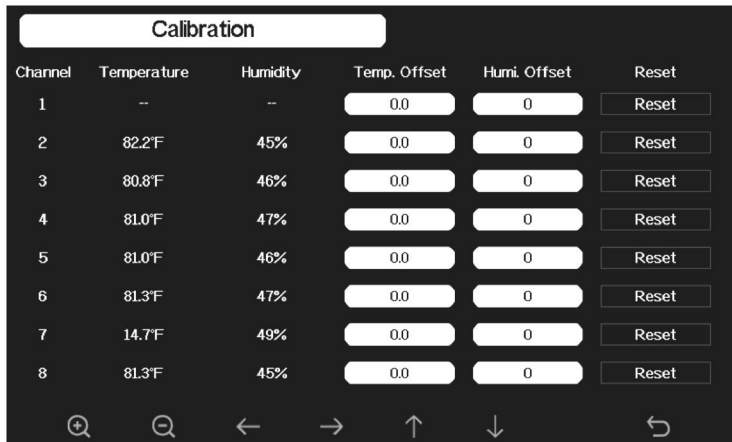 Calibration
Channel Temperature Humidity Temp. Offset Humi. Offset Reset
1 -- -- 0.0 0 Reset
2 82.2°F 45% 0.0 0 Reset
3 80.8°F 46% 0.0 0 Reset
4 81.0°F 47% 0.0 0 Reset
5 81.0°F 46% 0.0 0 Reset
6 81.3°F 47% 0.0 0 Reset
7 14.7°F 49% 0.0 0 Reset
8 81.3°F 45% 0.0 0 Reset